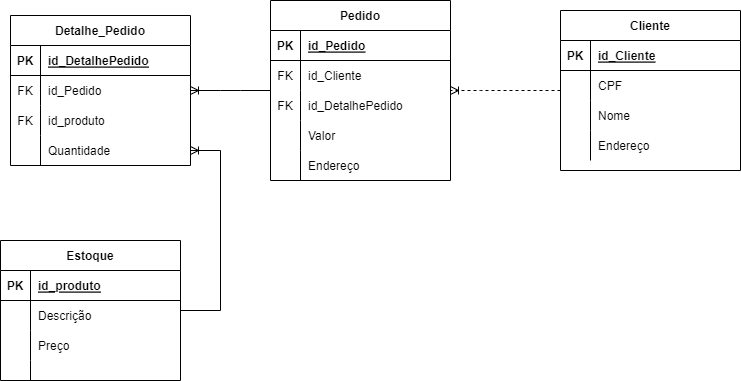 Detalhe_Pedido
PK id_DetalhePedido
FK id_Pedido
FK id_produto
Quantidade
Pedido
PK id_Pedido
FK id_Cliente
FK id_DetalhePedido
Valor
Endereço
Cliente
PK id_Cliente
CPF
Nome
Endereço
Estoque
PK id_produto
Descrição
Preço